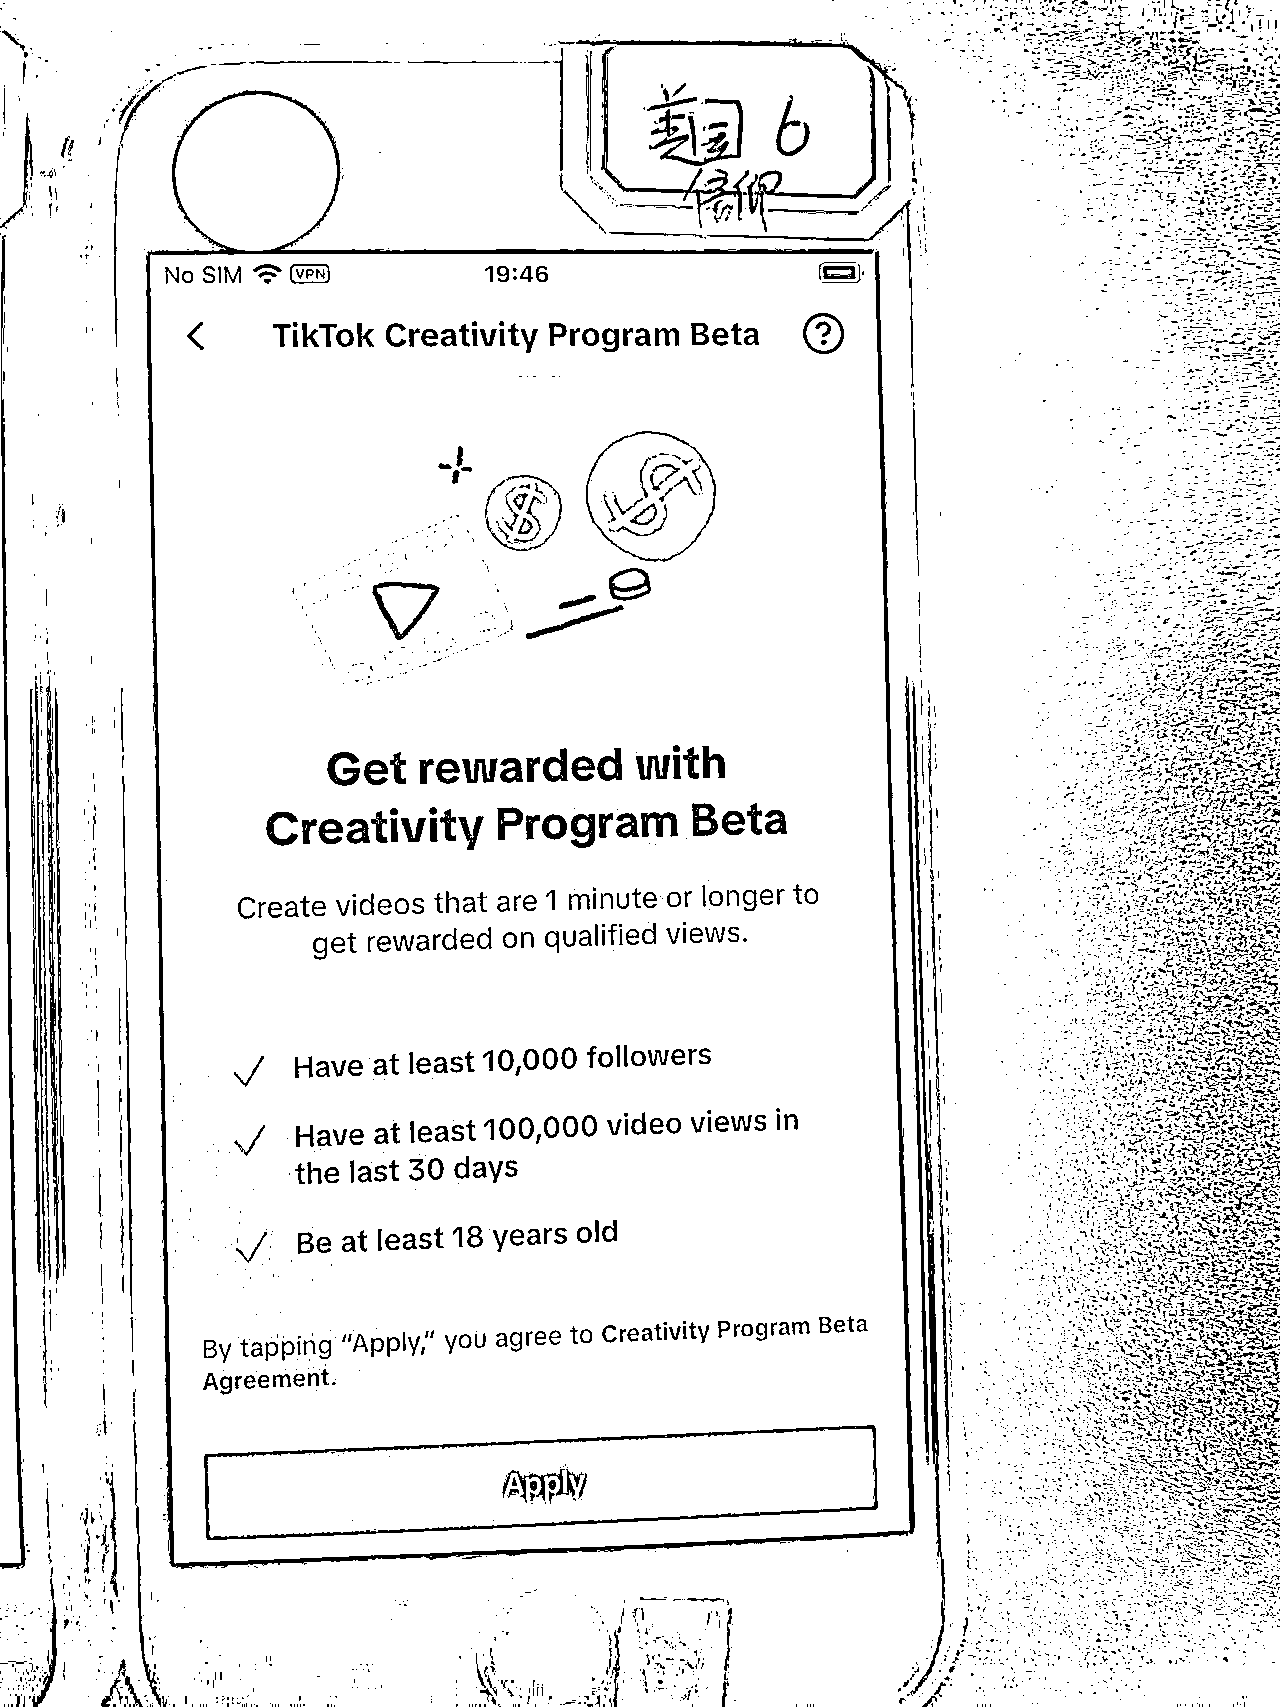 美国 6
信仰
No SIM VPN 19:46
TikTok Creativity Program Beta ?
$ $
Get rewarded with
Creativity Program Beta
Create videos that are 1 minute or longer to
get rewarded on qualified views.
Have at least 10,000 followers
Have at least 100,000 video views in
the last 30 days
Be at least 18 years old
By tapping “Apply,” you agree to Creativity Program Beta
Agreement.
Apply